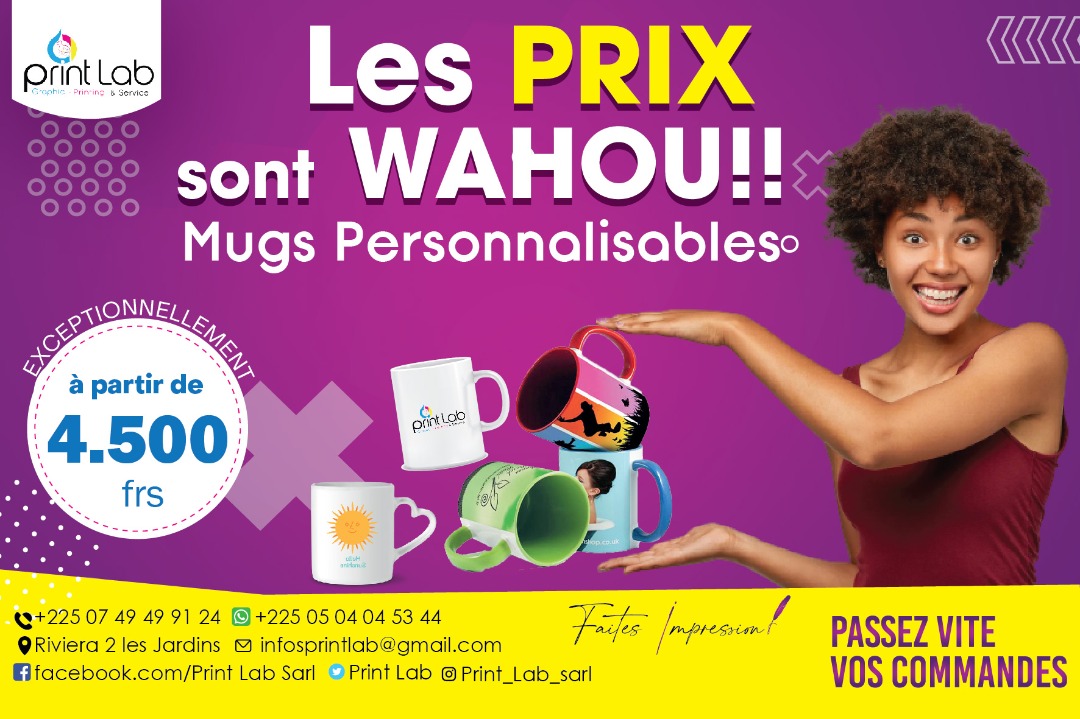 Print Lab
Graphic - Printing & Service
Les PRIX
sont WAHOU!!
Mugs Personnalisables
EXCEPTIONNELLEMENT
à partir de
4.500
frs
print Lab
+225 07 49 49 91 24 +225 05 04 04 53 44
Riviera 2 les Jardins infosprintlab@gmail.com
facebook.com/Print Lab Sarl Print Lab Print_Lab_sarl
Faites Impression!
PASSEZ VITE
VOS COMMANDES